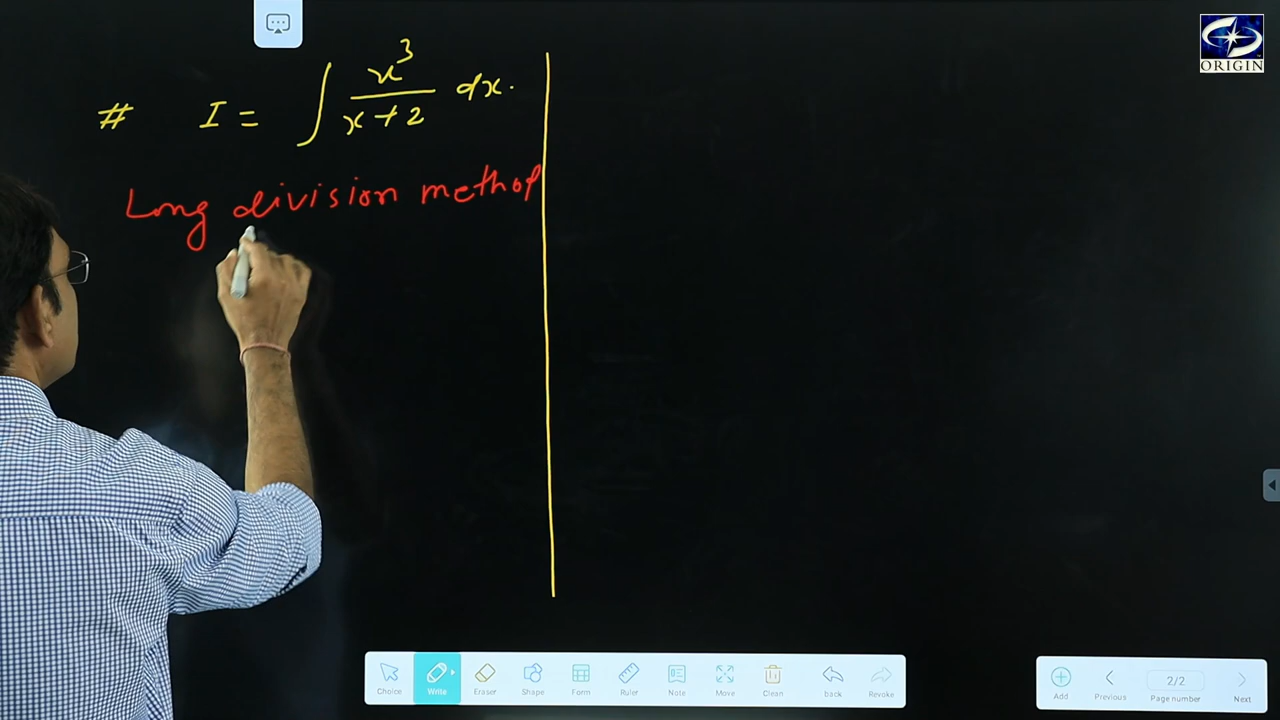 # I = ∫ x³/(x+2) dx.
Long division method
ORIGIN
Choice
Write
Eraser
Shape
Form
Ruler
Note
Move
Clean
back
Revoke
Add
Previous
2/2
Page number
Next